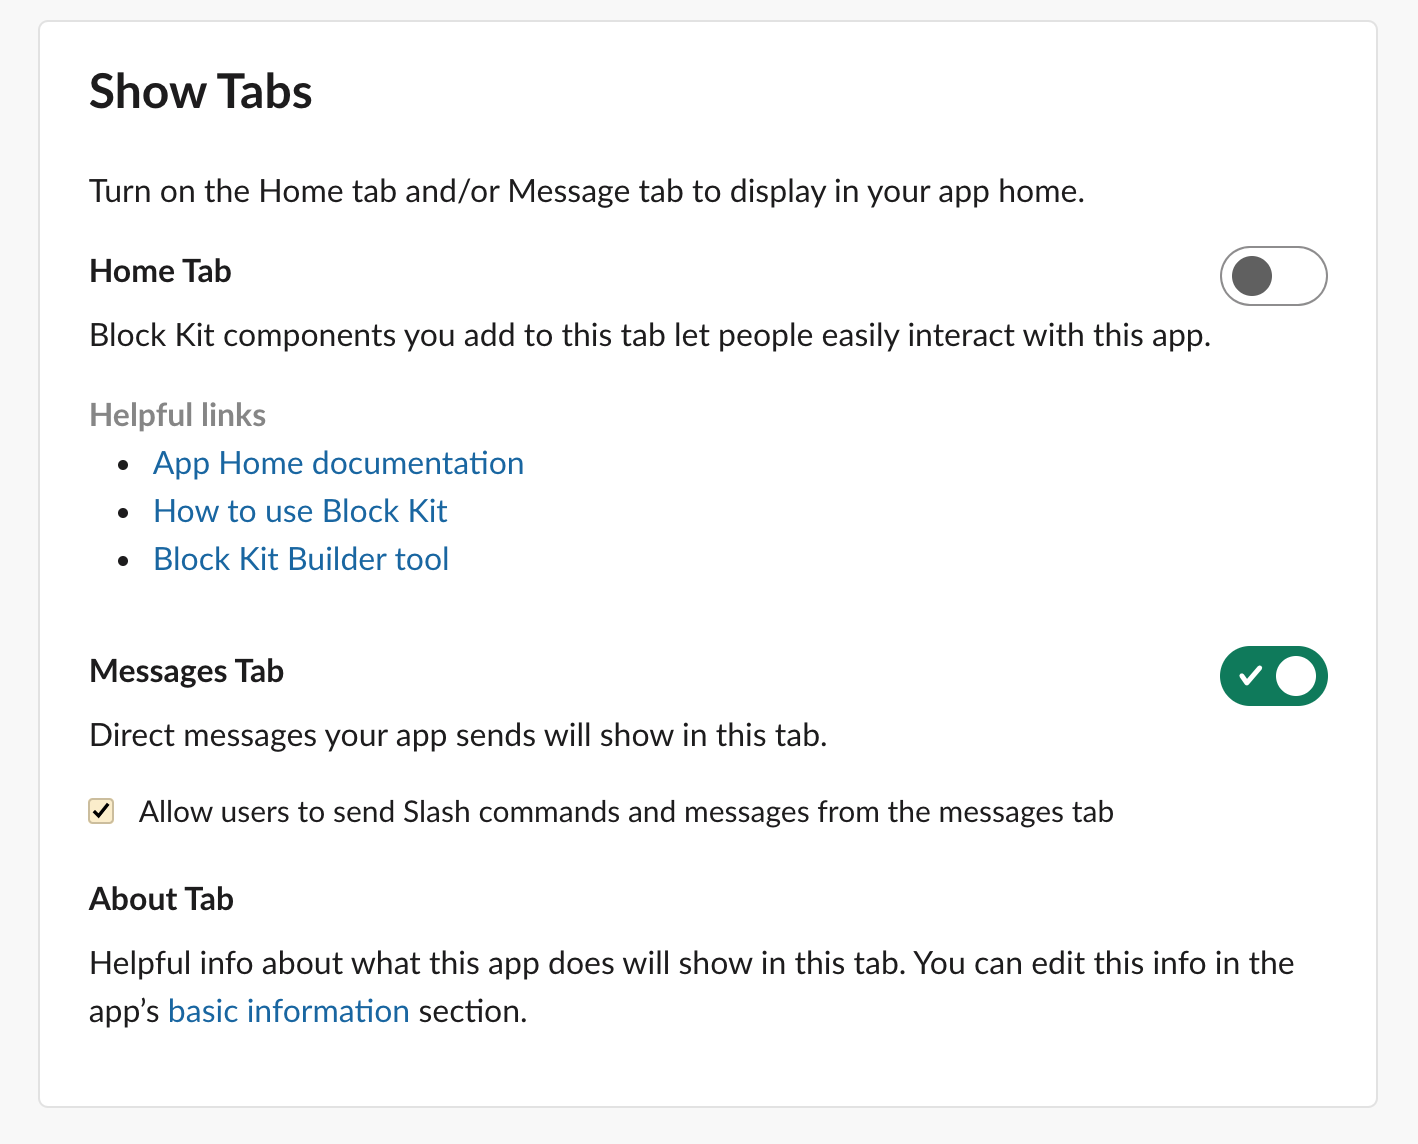 Show Tabs
Turn on the Home tab and/or Message tab to display in your app home.
Home Tab
Block Kit components you add to this tab let people easily interact with this app.
Helpful links
App Home documentation
How to use Block Kit
Block Kit Builder tool
Messages Tab
Direct messages your app sends will show in this tab.
Allow users to send Slash commands and messages from the messages tab
About Tab
Helpful info about what this app does will show in this tab. You can edit this info in the
app’s basic information section.